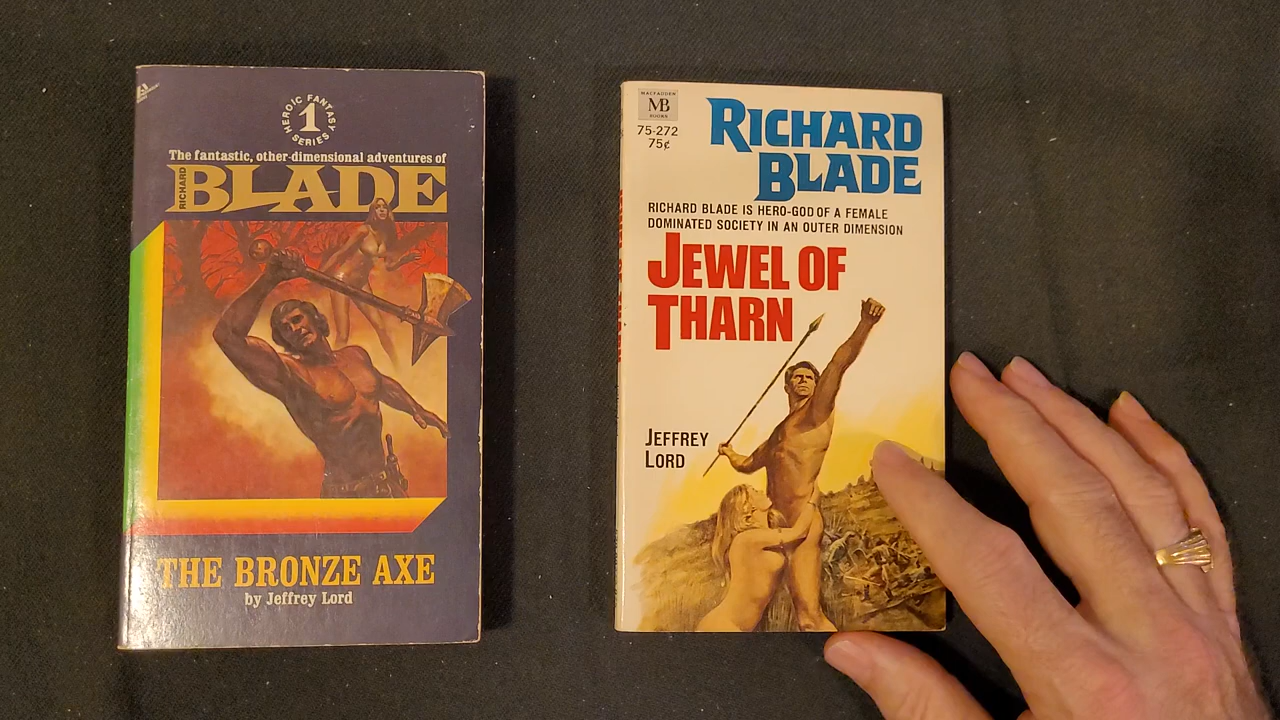 HEROIC FANTASY
1
SERIES
The fantastic, other-dimensional adventures of
RICHARD
BLADE
THE BRONZE AXE
by Jeffrey Lord
MACFADDEN
MB
BOOKS
75-272
75¢
RICHARD
BLADE
RICHARD BLADE IS HERO-GOD OF A FEMALE
DOMINATED SOCIETY IN AN OUTER DIMENSION
JEWEL OF
THARN
JEFFREY
LORD